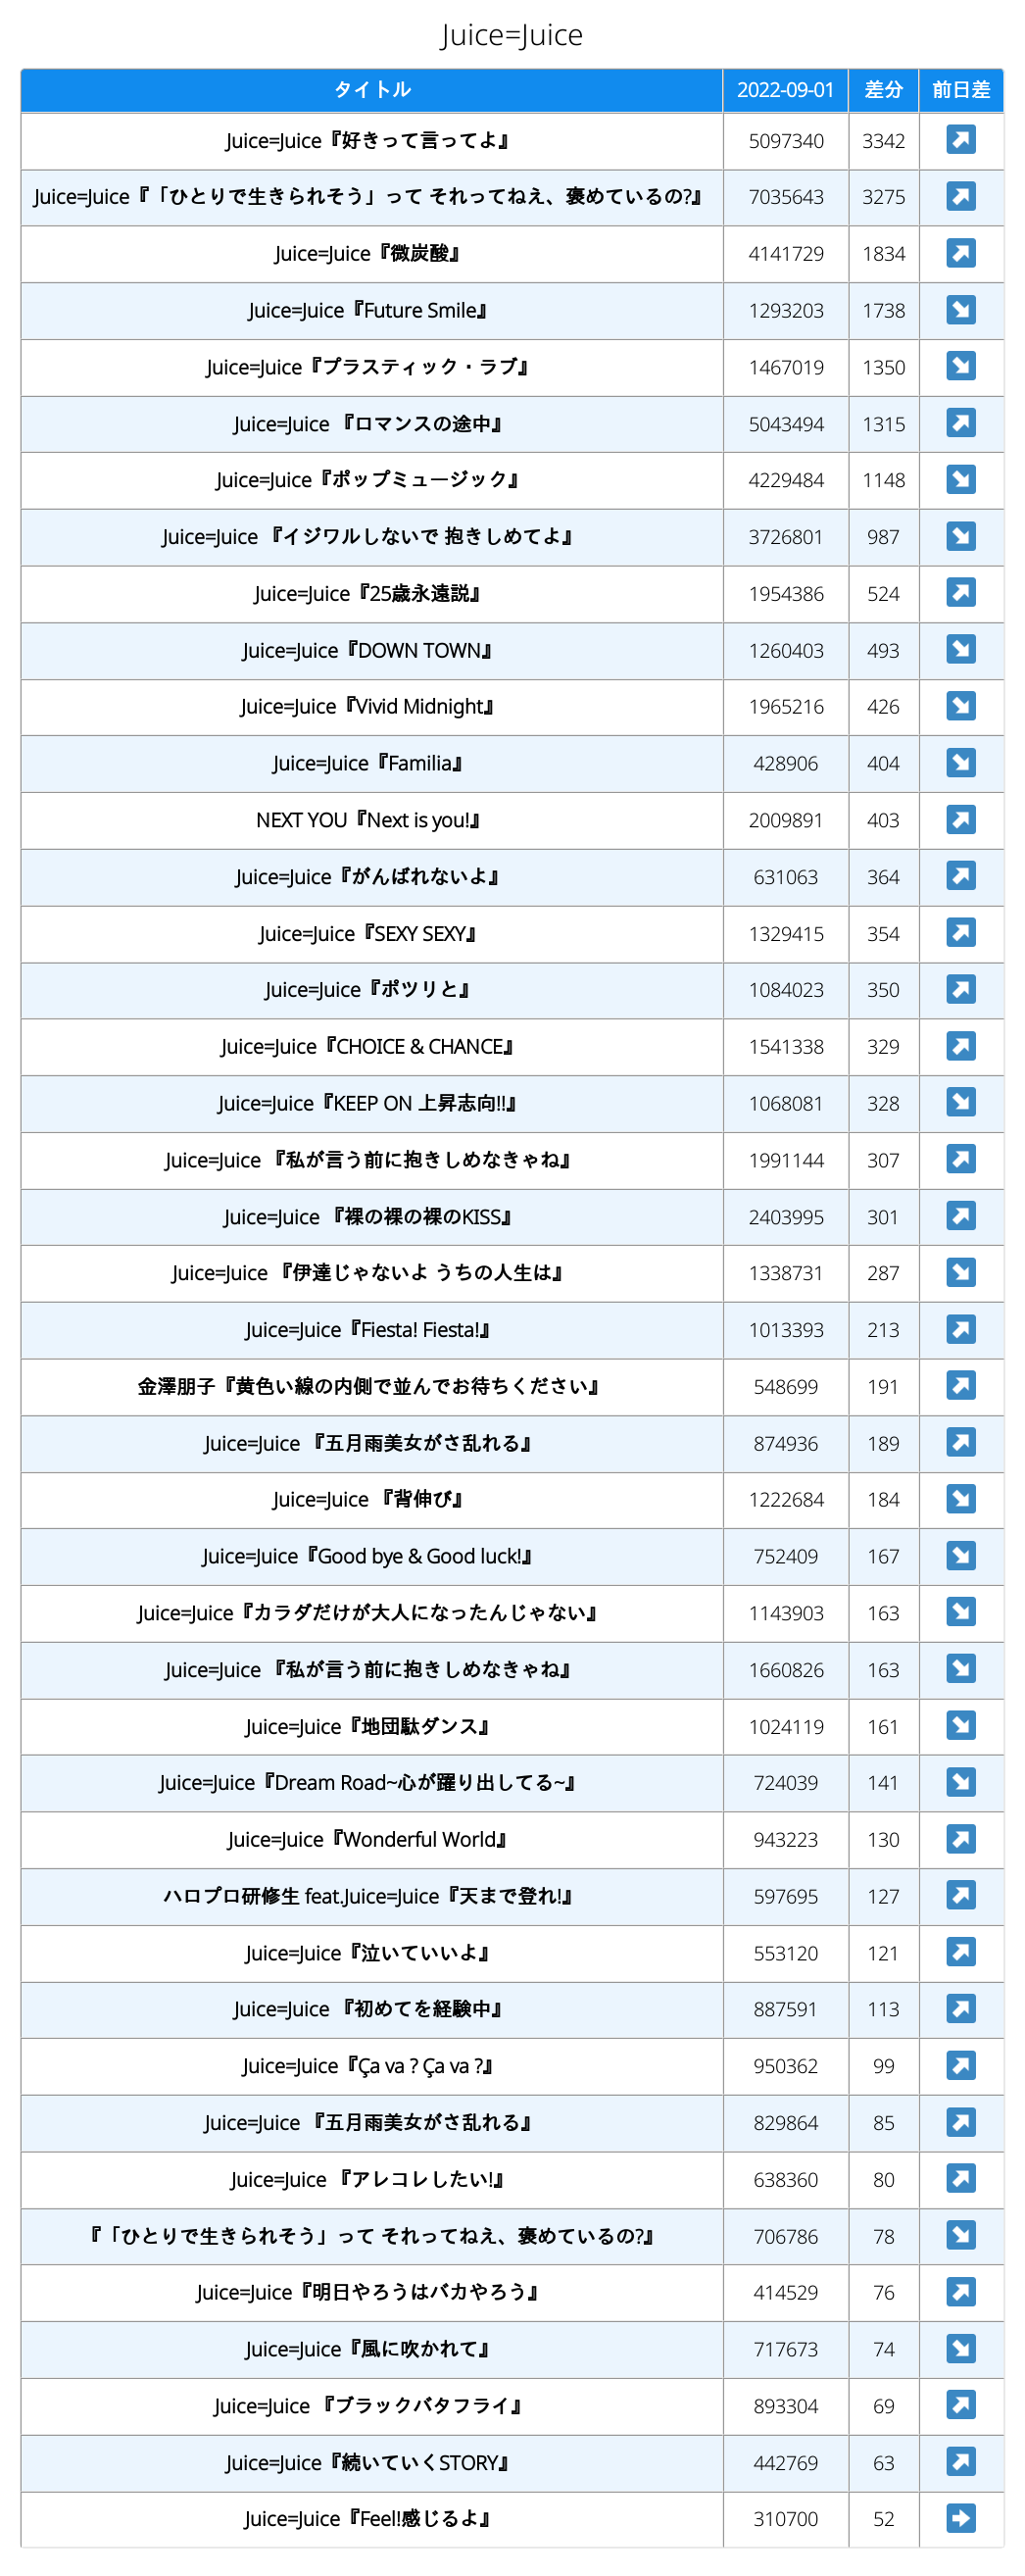 Juice=Juice
タイトル 2022-09-01 差分 前日差
Juice=Juice『好きって言ってよ』 5097340 3342 ↗
Juice=Juice『「ひとりで生きられそう」って それってねえ、褒めているの?』 7035643 3275 ↗
Juice=Juice『微炭酸』 4141729 1834 ↗
Juice=Juice『Future Smile』 1293203 1738 ↘
Juice=Juice『プラスティック・ラブ』 1467019 1350 ↘
Juice=Juice 『ロマンスの途中』 5043494 1315 ↗
Juice=Juice『ポップミュージック』 4229484 1148 ↘
Juice=Juice 『イジワルしないで 抱きしめてよ』 3726801 987 ↘
Juice=Juice『25歳永遠説』 1954386 524 ↗
Juice=Juice『DOWN TOWN』 1260403 493 ↘
Juice=Juice『Vivid Midnight』 1965216 426 ↘
Juice=Juice『Familia』 428906 404 ↘
NEXT YOU『Next is you!』 2009891 403 ↗
Juice=Juice『がんばれないよ』 631063 364 ↗
Juice=Juice『SEXY SEXY』 1329415 354 ↗
Juice=Juice『ポツリと』 1084023 350 ↗
Juice=Juice『CHOICE & CHANCE』 1541338 329 ↗
Juice=Juice『KEEP ON 上昇志向!!』 1068081 328 ↘
Juice=Juice 『私が言う前に抱きしめなきゃね』 1991144 307 ↗
Juice=Juice 『裸の裸の裸のKISS』 2403995 301 ↗
Juice=Juice 『伊達じゃないよ うちの人生は』 1338731 287 ↘
Juice=Juice『Fiesta! Fiesta!』 1013393 213 ↗
金澤朋子『黄色い線の内側で並んでお待ちください』 548699 191 ↗
Juice=Juice 『五月雨美女がさ乱れる』 874936 189 ↗
Juice=Juice 『背伸び』 1222684 184 ↘
Juice=Juice『Good bye & Good luck!』 752409 167 ↘
Juice=Juice『カラダだけが大人になったんじゃない』 1143903 163 ↘
Juice=Juice 『私が言う前に抱きしめなきゃね』 1660826 163 ↘
Juice=Juice『地団駄ダンス』 1024119 161 ↘
Juice=Juice『Dream Road~心が躍り出してる~』 724039 141 ↘
Juice=Juice『Wonderful World』 943223 130 ↗
ハロプロ研修生 feat.Juice=Juice『天まで登れ!』 597695 127 ↗
Juice=Juice『泣いていいよ』 553120 121 ↗
Juice=Juice 『初めてを経験中』 887591 113 ↗
Juice=Juice『Ça va ? Ça va ?』 950362 99 ↗
Juice=Juice 『五月雨美女がさ乱れる』 829864 85 ↗
Juice=Juice 『アレコレしたい!』 638360 80 ↗
『「ひとりで生きられそう」って それってねえ、褒めているの?』 706786 78 ↘
Juice=Juice『明日やろうはバカやろう』 414529 76 ↗
Juice=Juice『風に吹かれて』 717673 74 ↘
Juice=Juice 『ブラックバタフライ』 893304 69 ↗
Juice=Juice『続いていくSTORY』 442769 63 ↗
Juice=Juice『Feel!感じるよ』 310700 52 →